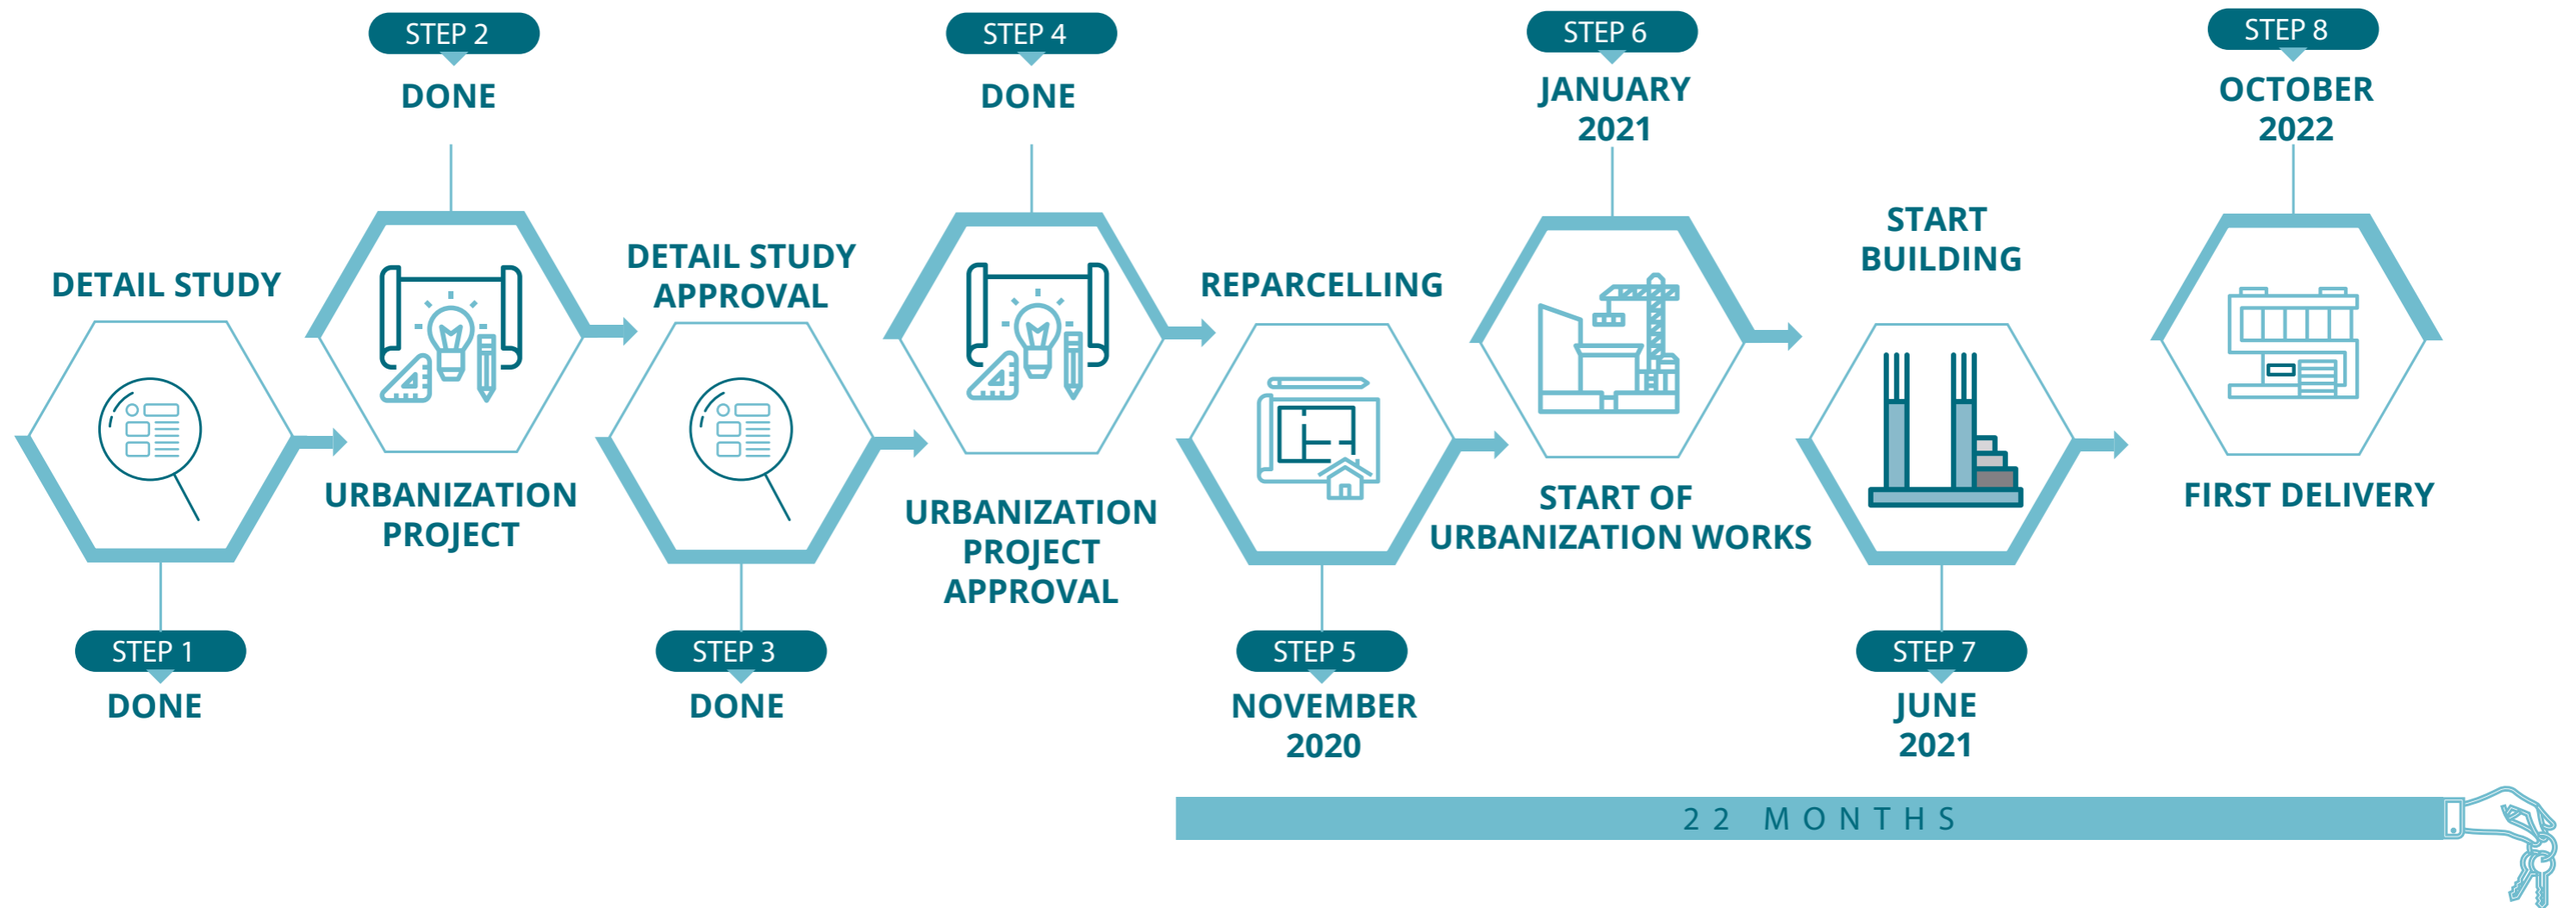 STEP 1
DONE
DETAIL STUDY
STEP 2
DONE
URBANIZATION
PROJECT
DETAIL STUDY
APPROVAL
STEP 3
DONE
STEP 4
DONE
URBANIZATION
PROJECT
APPROVAL
REPARCELLING
STEP 5
NOVEMBER
2020
STEP 6
JANUARY
2021
START OF
URBANIZATION WORKS
START
BUILDING
STEP 7
JUNE
2021
STEP 8
OCTOBER
2022
FIRST DELIVERY
22 MONTHS